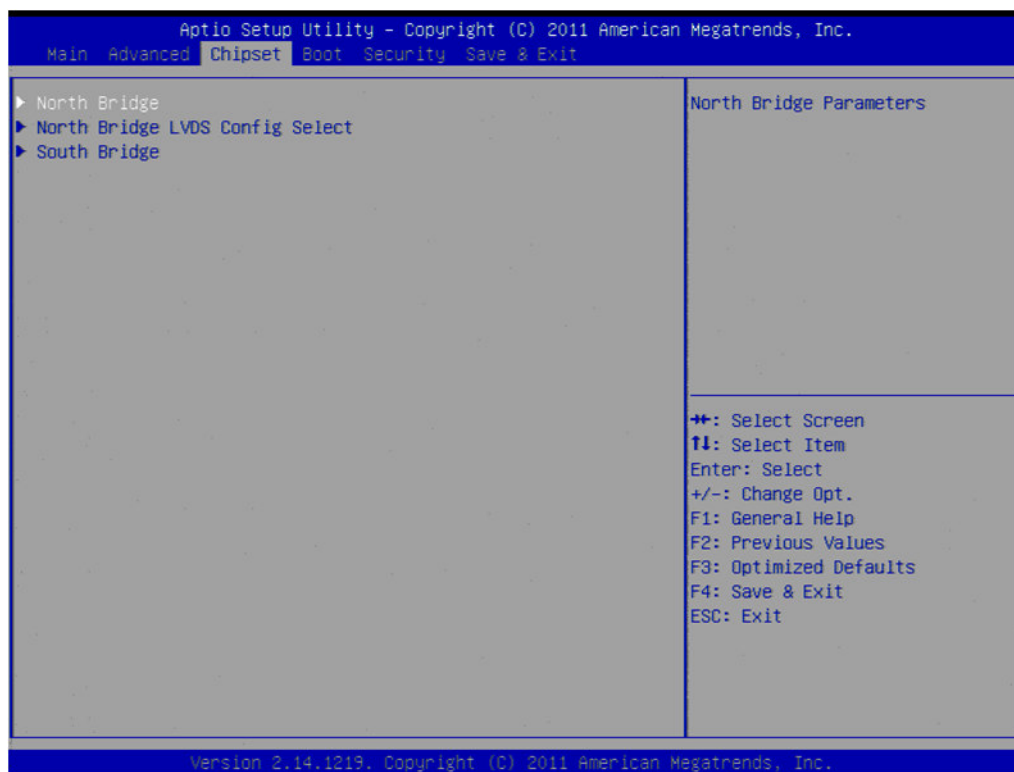 Aptio Setup Utility – Copyright (C) 2011 American Megatrends, Inc.
Main Advanced Chipset Boot Security Save & Exit
▶ North Bridge
▶ North Bridge LVDS Config Select
▶ South Bridge
North Bridge Parameters
→←: Select Screen
↑↓: Select Item
Enter: Select
+/-: Change Opt.
F1: General Help
F2: Previous Values
F3: Optimized Defaults
F4: Save & Exit
ESC: Exit
Version 2.14.1219. Copyright (C) 2011 American Megatrends, Inc.